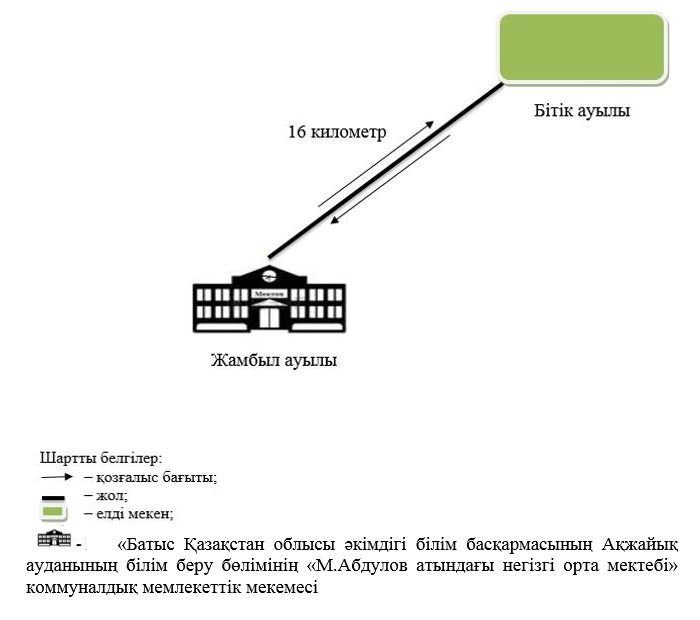 Бітік ауылы
16 километр
Мектеп
Жамбыл ауылы
Шартты белгілер:
– қозғалыс бағыты;
– жол;
– елді мекен;
- «Батыс Қазақстан облысы әкімдігі білім басқармасының Ақжайық
ауданының білім беру бөлімінің «М.Абдулов атындағы негізгі орта мектебі»
коммуналдық мемлекеттік мекемесі